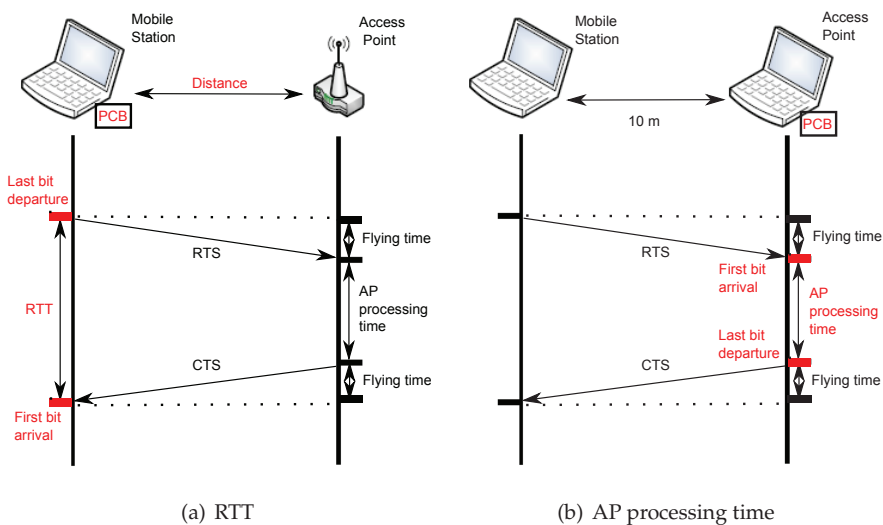 Mobile
Station
Access
Point
Distance
PCB
Last bit
departure
RTS
Flying time
RTT
AP
processing
time
CTS
Flying time
First bit
arrival
(a) RTT
Mobile
Station
Access
Point
10 m
PCB
RTS
Flying time
First bit
arrival
AP
processing
time
Last bit
departure
CTS
Flying time
(b) AP processing time